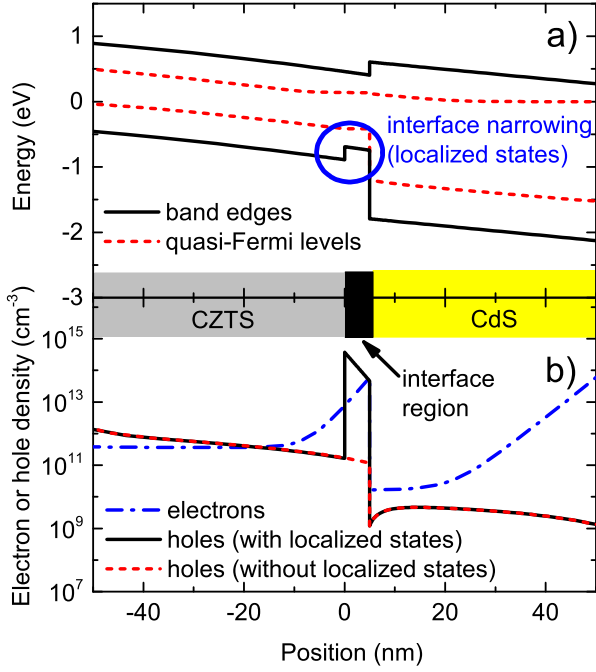 a)
1
0
-1
-2
-3
Energy (eV)
interface narrowing
(localized states)
band edges
quasi-Fermi levels
CZTS
CdS
interface
region
b)
10^15
10^13
10^11
10^9
10^7
Electron or hole density (cm^-3)
electrons
holes (with localized states)
holes (without localized states)
-40
-20
0
20
40
Position (nm)